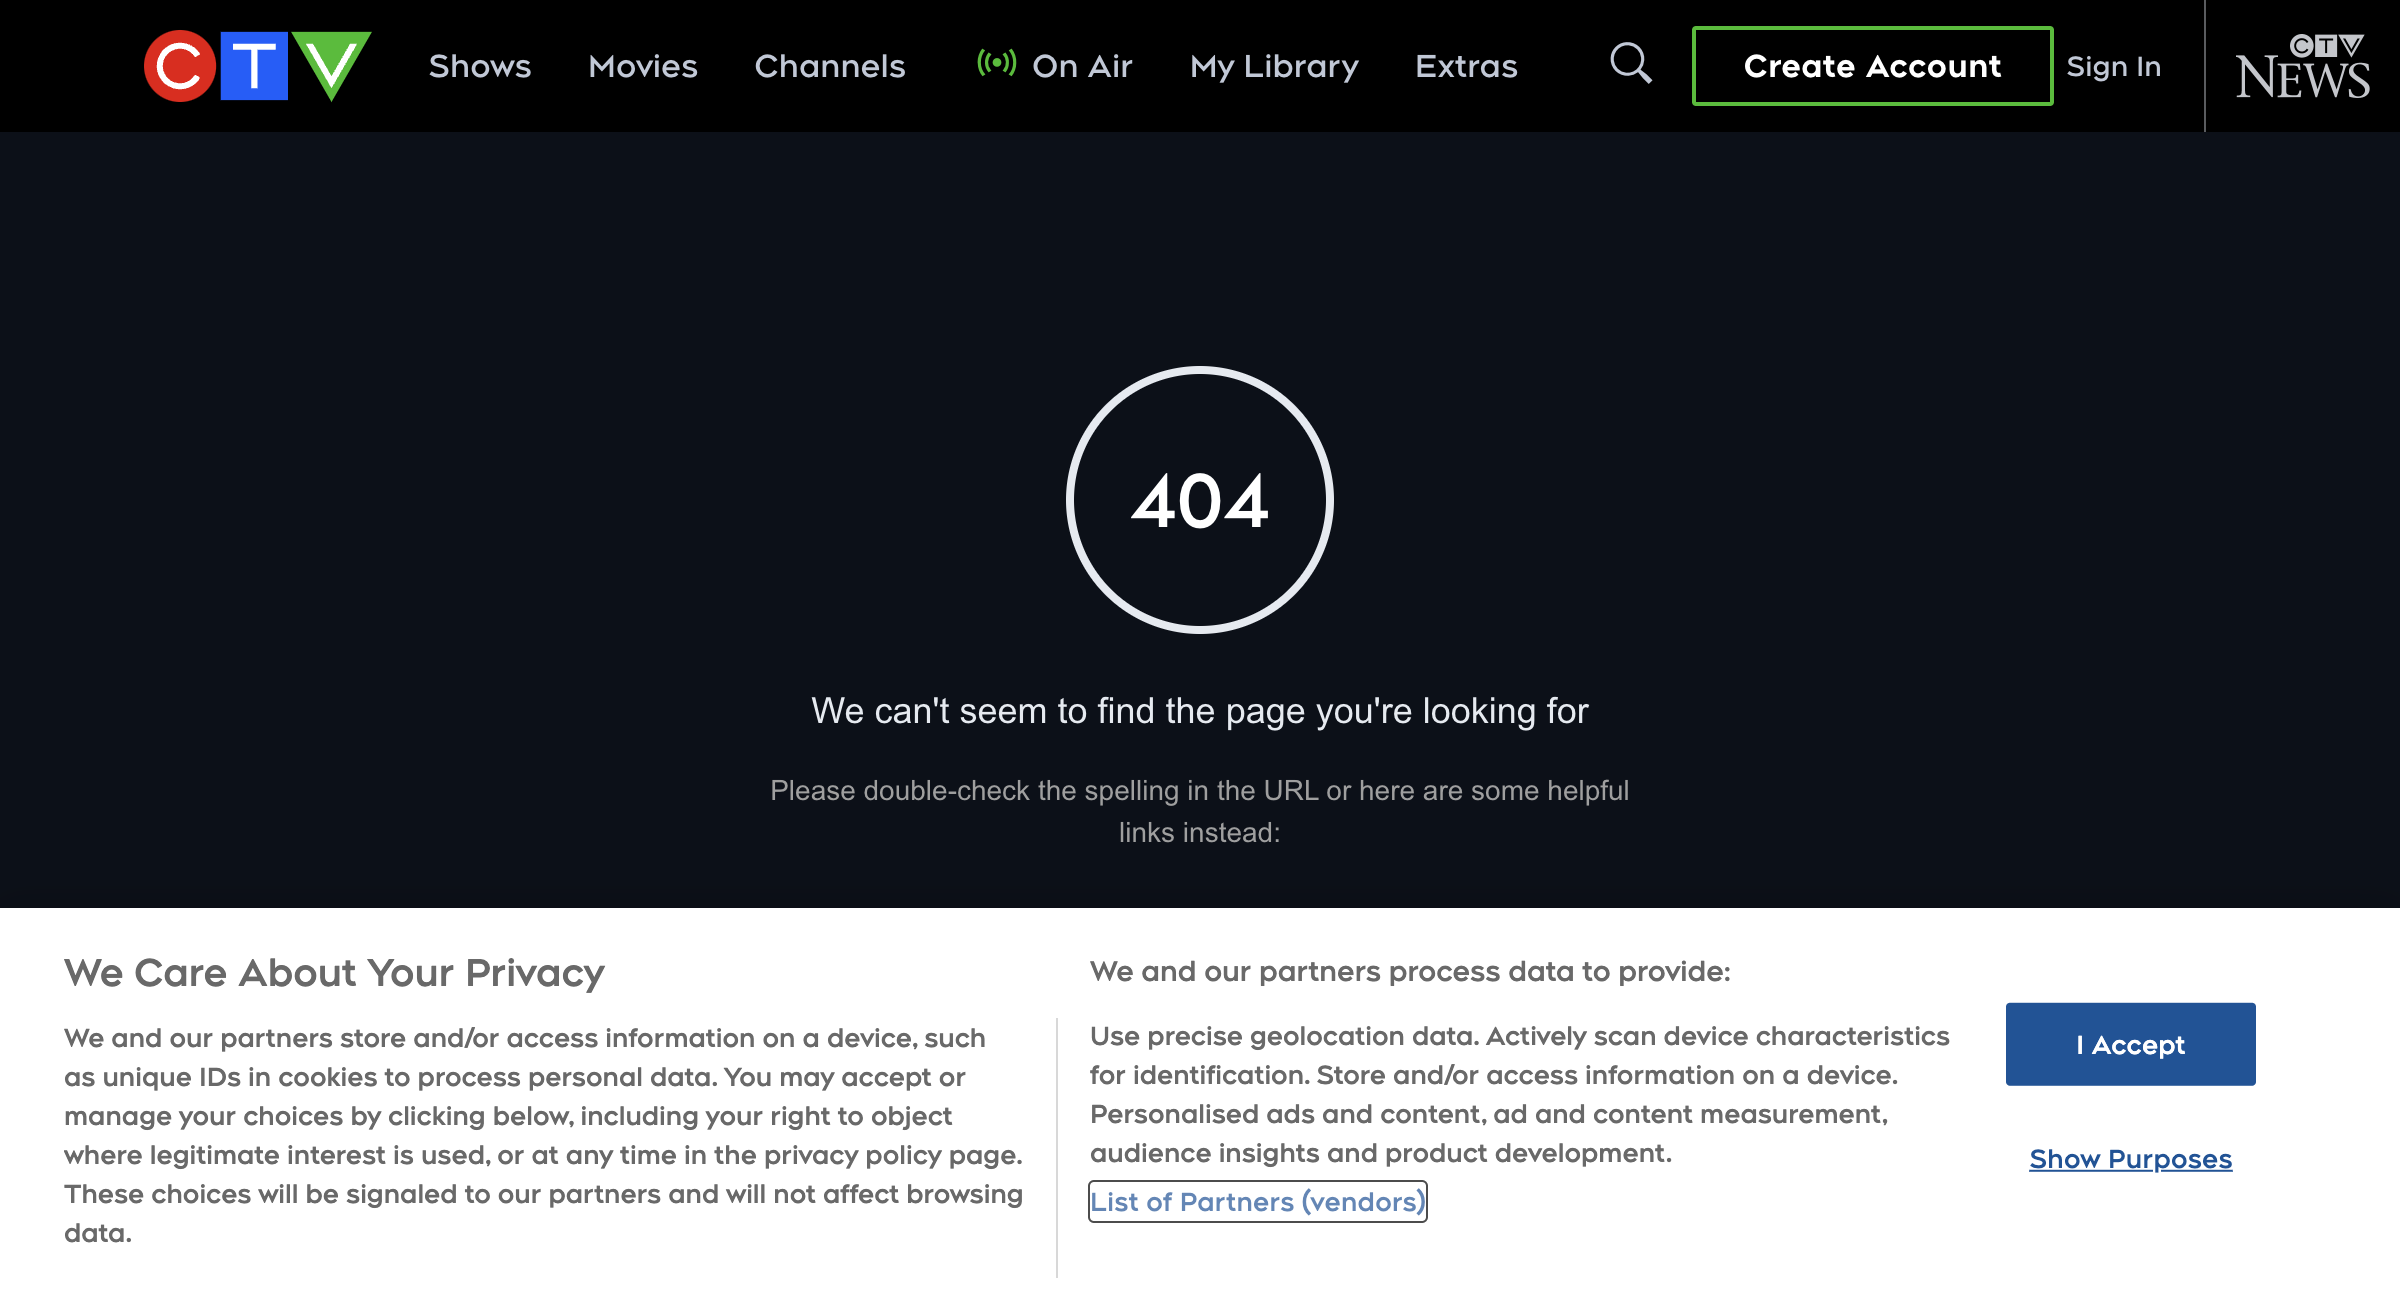 CTV
Shows
Movies
Channels
On Air
My Library
Extras
Create Account
Sign In
CTV
NEWS
404
We can't seem to find the page you're looking for
Please double-check the spelling in the URL or here are some helpful
links instead:
We Care About Your Privacy
We and our partners store and/or access information on a device, such
as unique IDs in cookies to process personal data. You may accept or
manage your choices by clicking below, including your right to object
where legitimate interest is used, or at any time in the privacy policy page.
These choices will be signaled to our partners and will not affect browsing
data.
We and our partners process data to provide:
Use precise geolocation data. Actively scan device characteristics
for identification. Store and/or access information on a device.
Personalised ads and content, ad and content measurement,
audience insights and product development.
List of Partners (vendors)
I Accept
Show Purposes